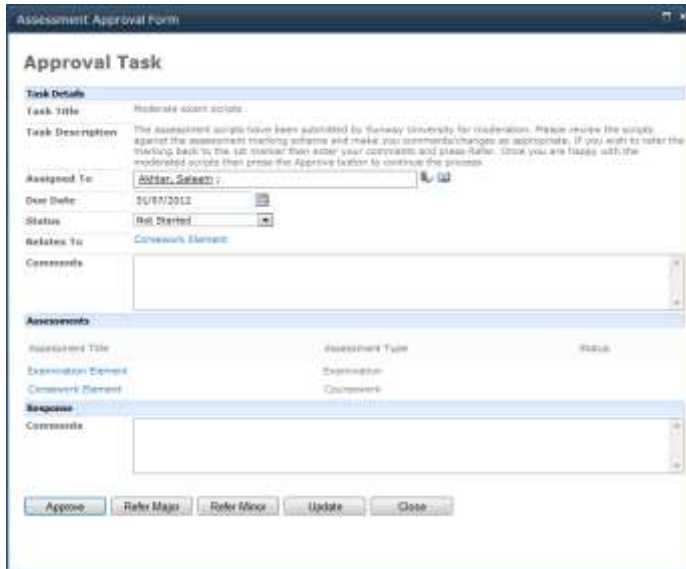 Assessment Approval Form
Approval Task
Task Details
Task Title Moderate exam scripts
Task Description The assessment scripts have been submitted by Sunway University for moderation. Please review the scripts
against the assessment marking scheme and make you comments/changes as appropriate. If you wish to refer the
marking back to the 1st marker then enter your comments and press Refer. Once you are happy with the
moderated scripts then press the Approve button to continue the process
Assigned To Akhtar, Saleem ;
Due Date 31/07/2012
Status Not Started
Relates To Coursework Element
Comments
Assessments
Assessment Title Assessment Type Status
Examination Element Examination
Coursework Element Coursework
Response
Comments
Approve Refer Major Refer Minor Update Close